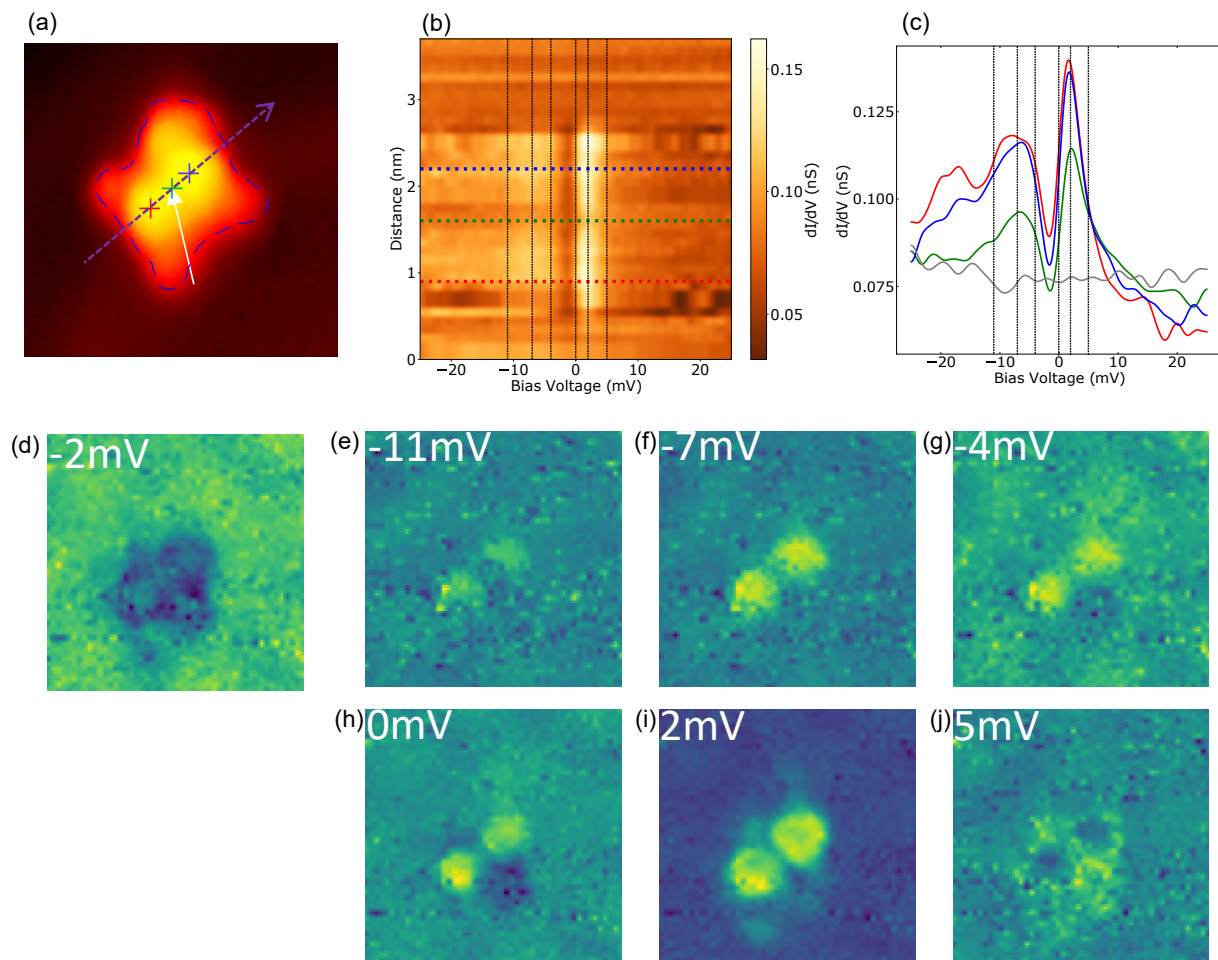 (a)
(b)
3
2
1
0
Distance (nm)
−20
−10
0
10
20
Bias Voltage (mV)
0.15
0.10
0.05
dI/dV (nS)
(c)
0.125
0.100
0.075
dI/dV (nS)
−20
−10
0
10
20
Bias Voltage (mV)
(d)
-2mV
(e)
-11mV
(f)
-7mV
(g)
-4mV
(h)
0mV
(i)
2mV
(j)
5mV